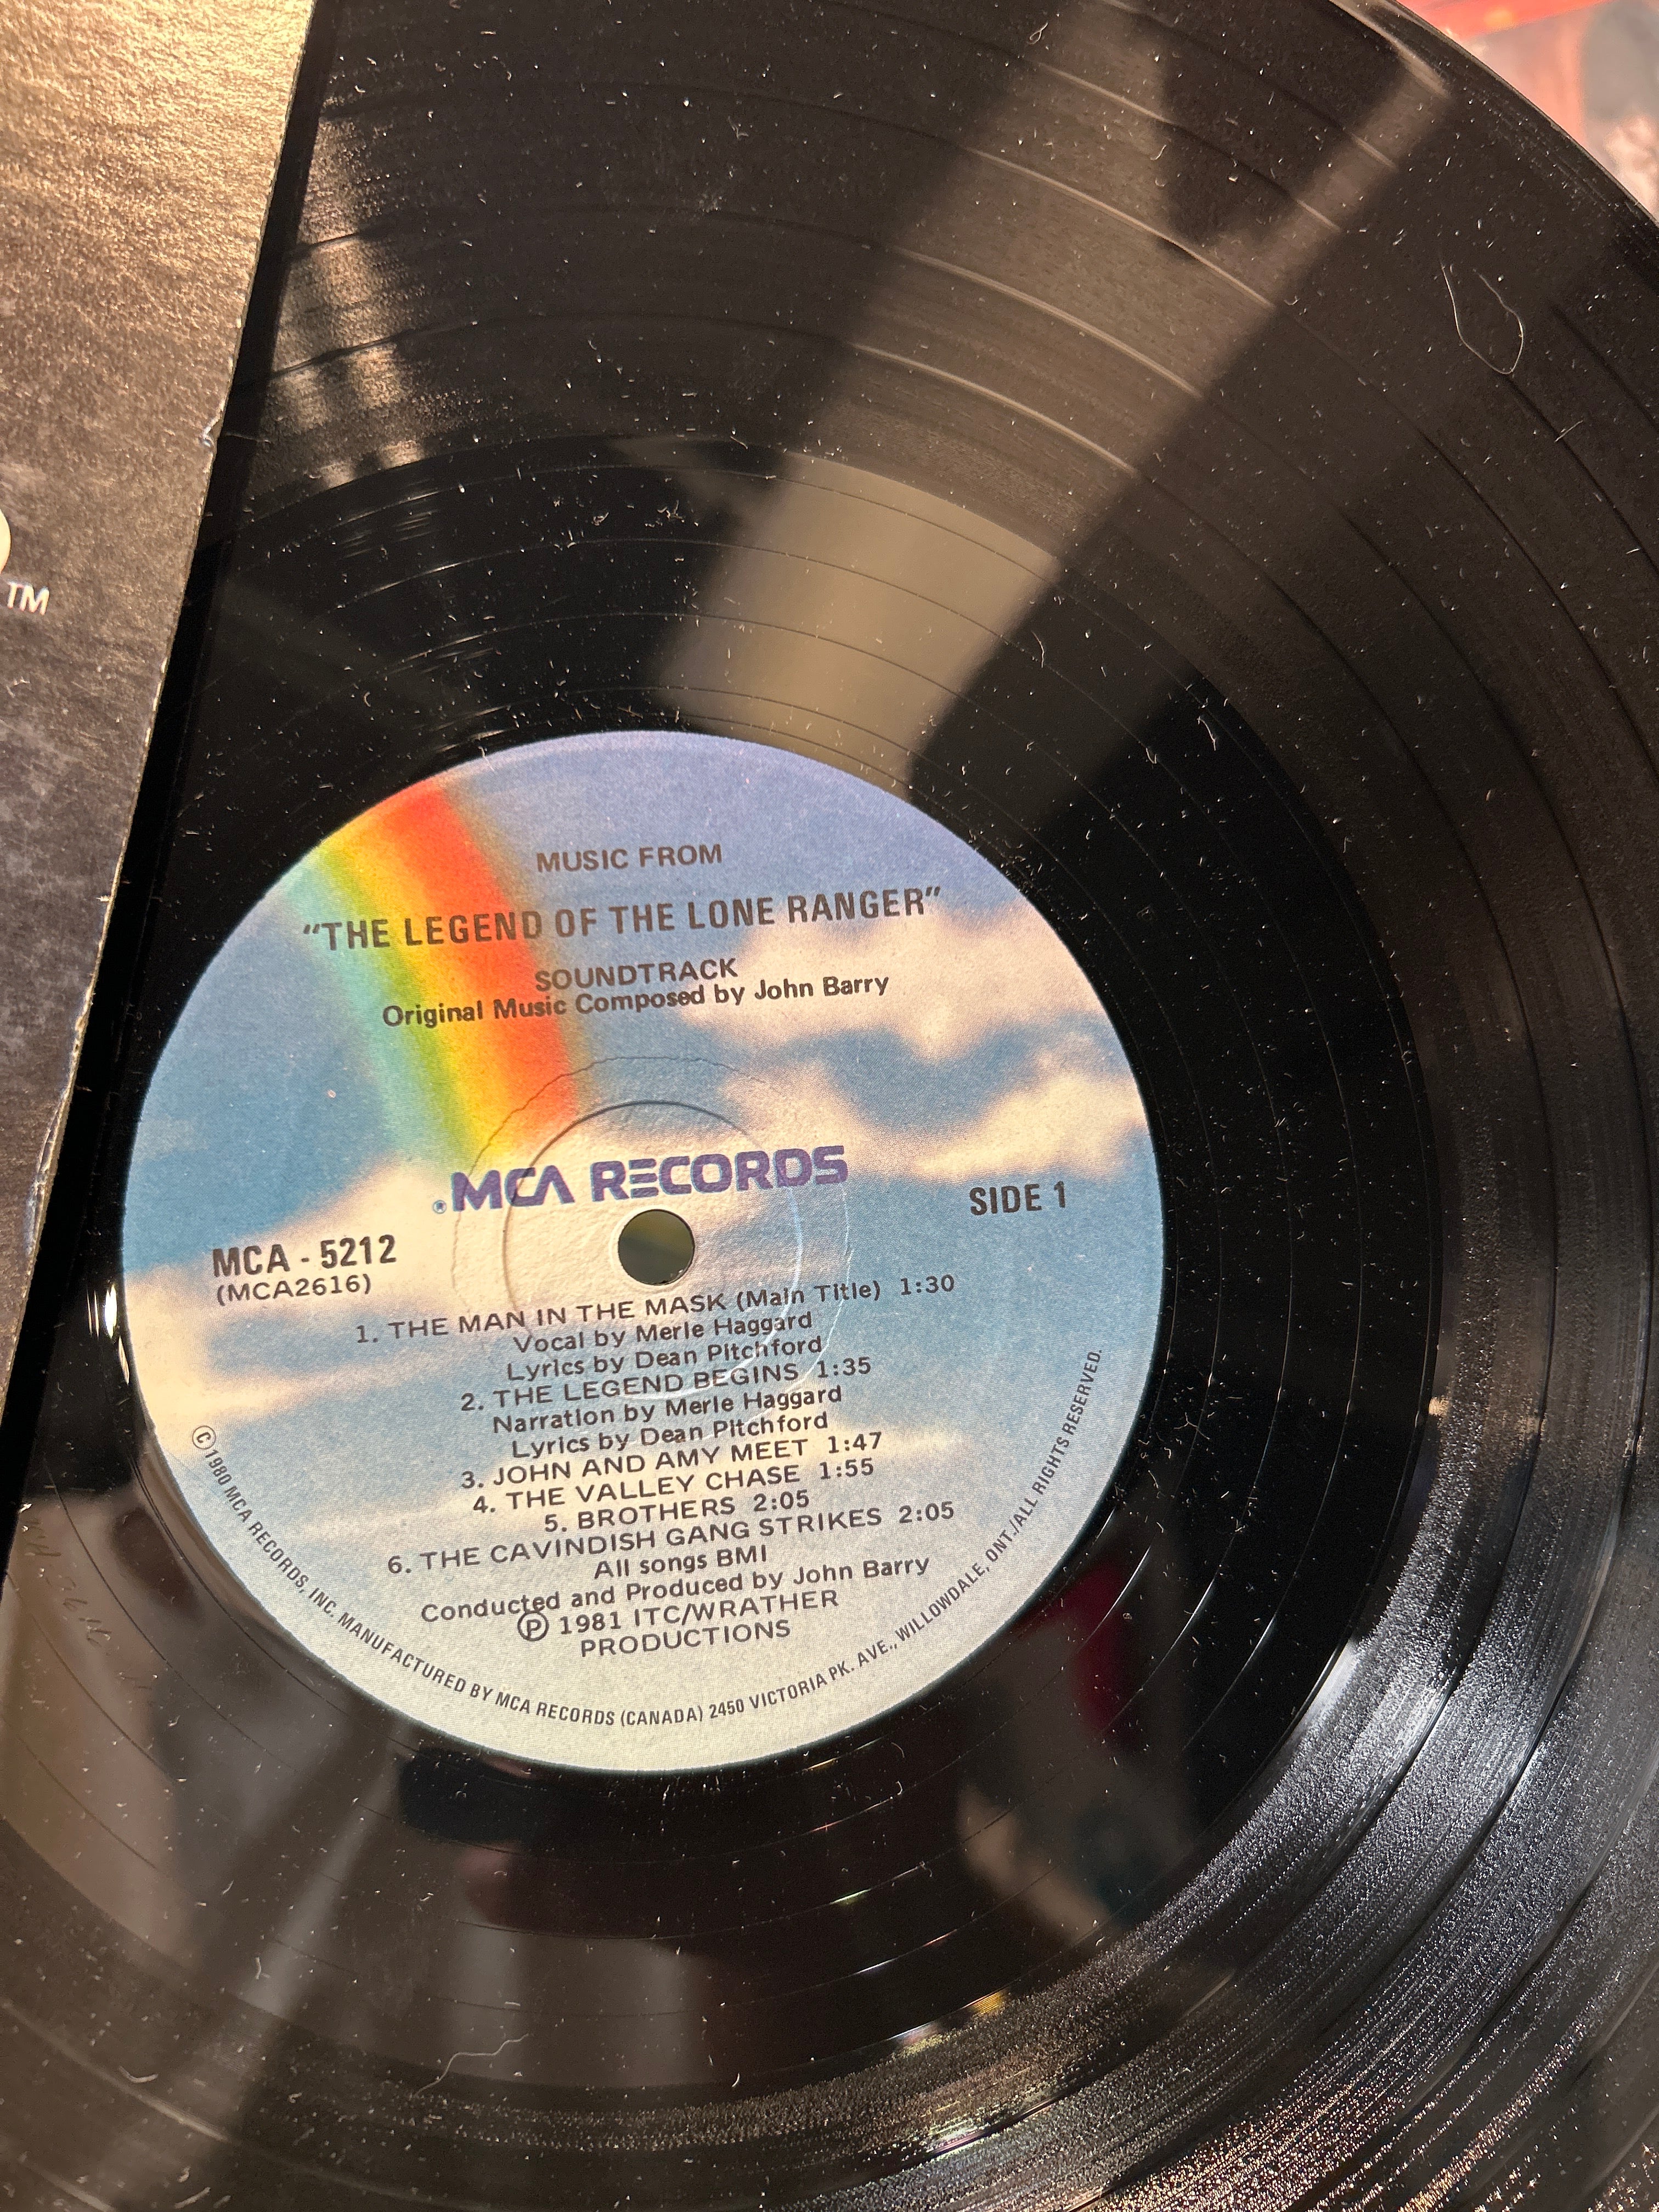 TM
MUSIC FROM
"THE LEGEND OF THE LONE RANGER"
SOUNDTRACK
Original Music Composed by John Barry
® MCA RECORDS
SIDE 1
MCA - 5212
(MCA2616)
1. THE MAN IN THE MASK (Main Title) 1:30
Vocal by Merle Haggard
Lyrics by Dean Pitchford
2. THE LEGEND BEGINS 1:35
Narration by Merle Haggard
Lyrics by Dean Pitchford
3. JOHN AND AMY MEET 1:47
4. THE VALLEY CHASE 1:55
5. BROTHERS 2:05
6. THE CAVINDISH GANG STRIKES 2:05
All songs BMI
Conducted and Produced by John Barry
Ⓟ 1981 ITC/WRATHER
PRODUCTIONS
©1980 MCA RECORDS, INC. MANUFACTURED BY MCA RECORDS (CANADA) 2450 VICTORIA PK. AVE., WILLOWDALE, ONT./ALL RIGHTS RESERVED.